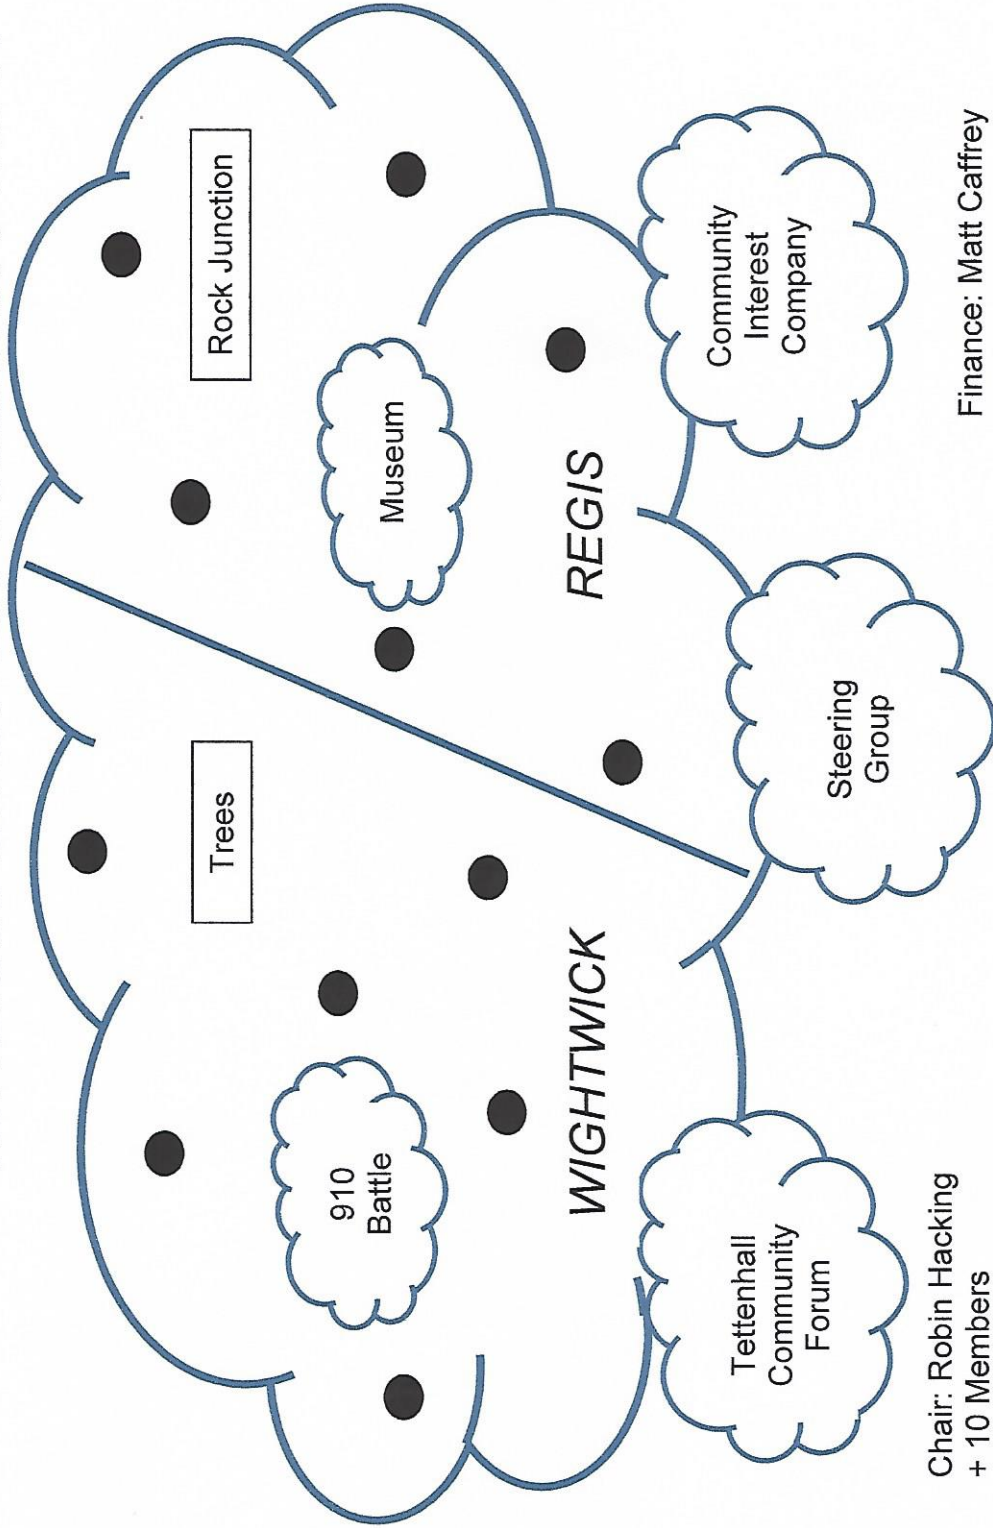 Trees
Rock Junction
910
Battle
Museum
WIGHTWICK
REGIS
Tettenhall
Community
Forum
Steering
Group
Community
Interest
Company
Chair: Robin Hacking
+ 10 Members
Finance: Matt Caffrey